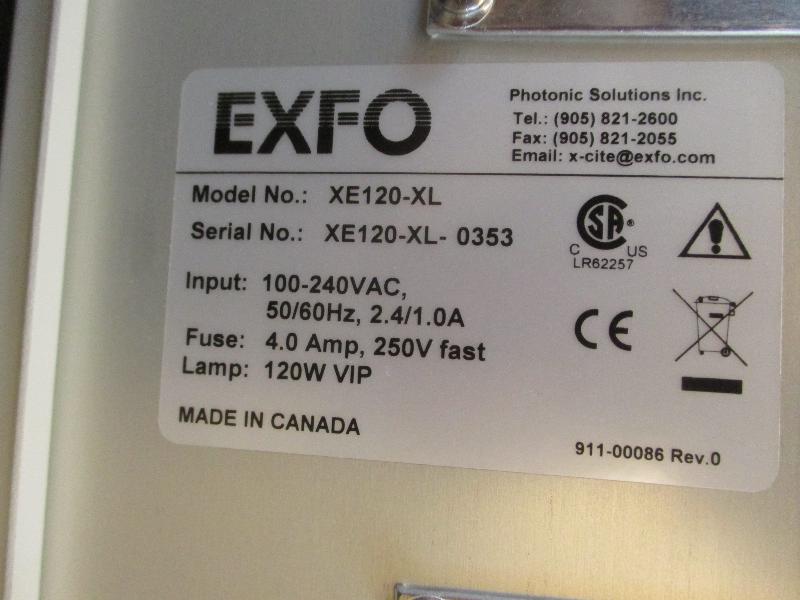 EXFO
Photonic Solutions Inc.
Tel.: (905) 821-2600
Fax: (905) 821-2055
Email: x-cite@exfo.com
Model No.: XE120-XL
Serial No.: XE120-XL- 0353
CSA ®
C US
LR62257
Input: 100-240VAC,
50/60Hz, 2.4/1.0A
Fuse: 4.0 Amp, 250V fast
Lamp: 120W VIP
CE
MADE IN CANADA
911-00086 Rev.0